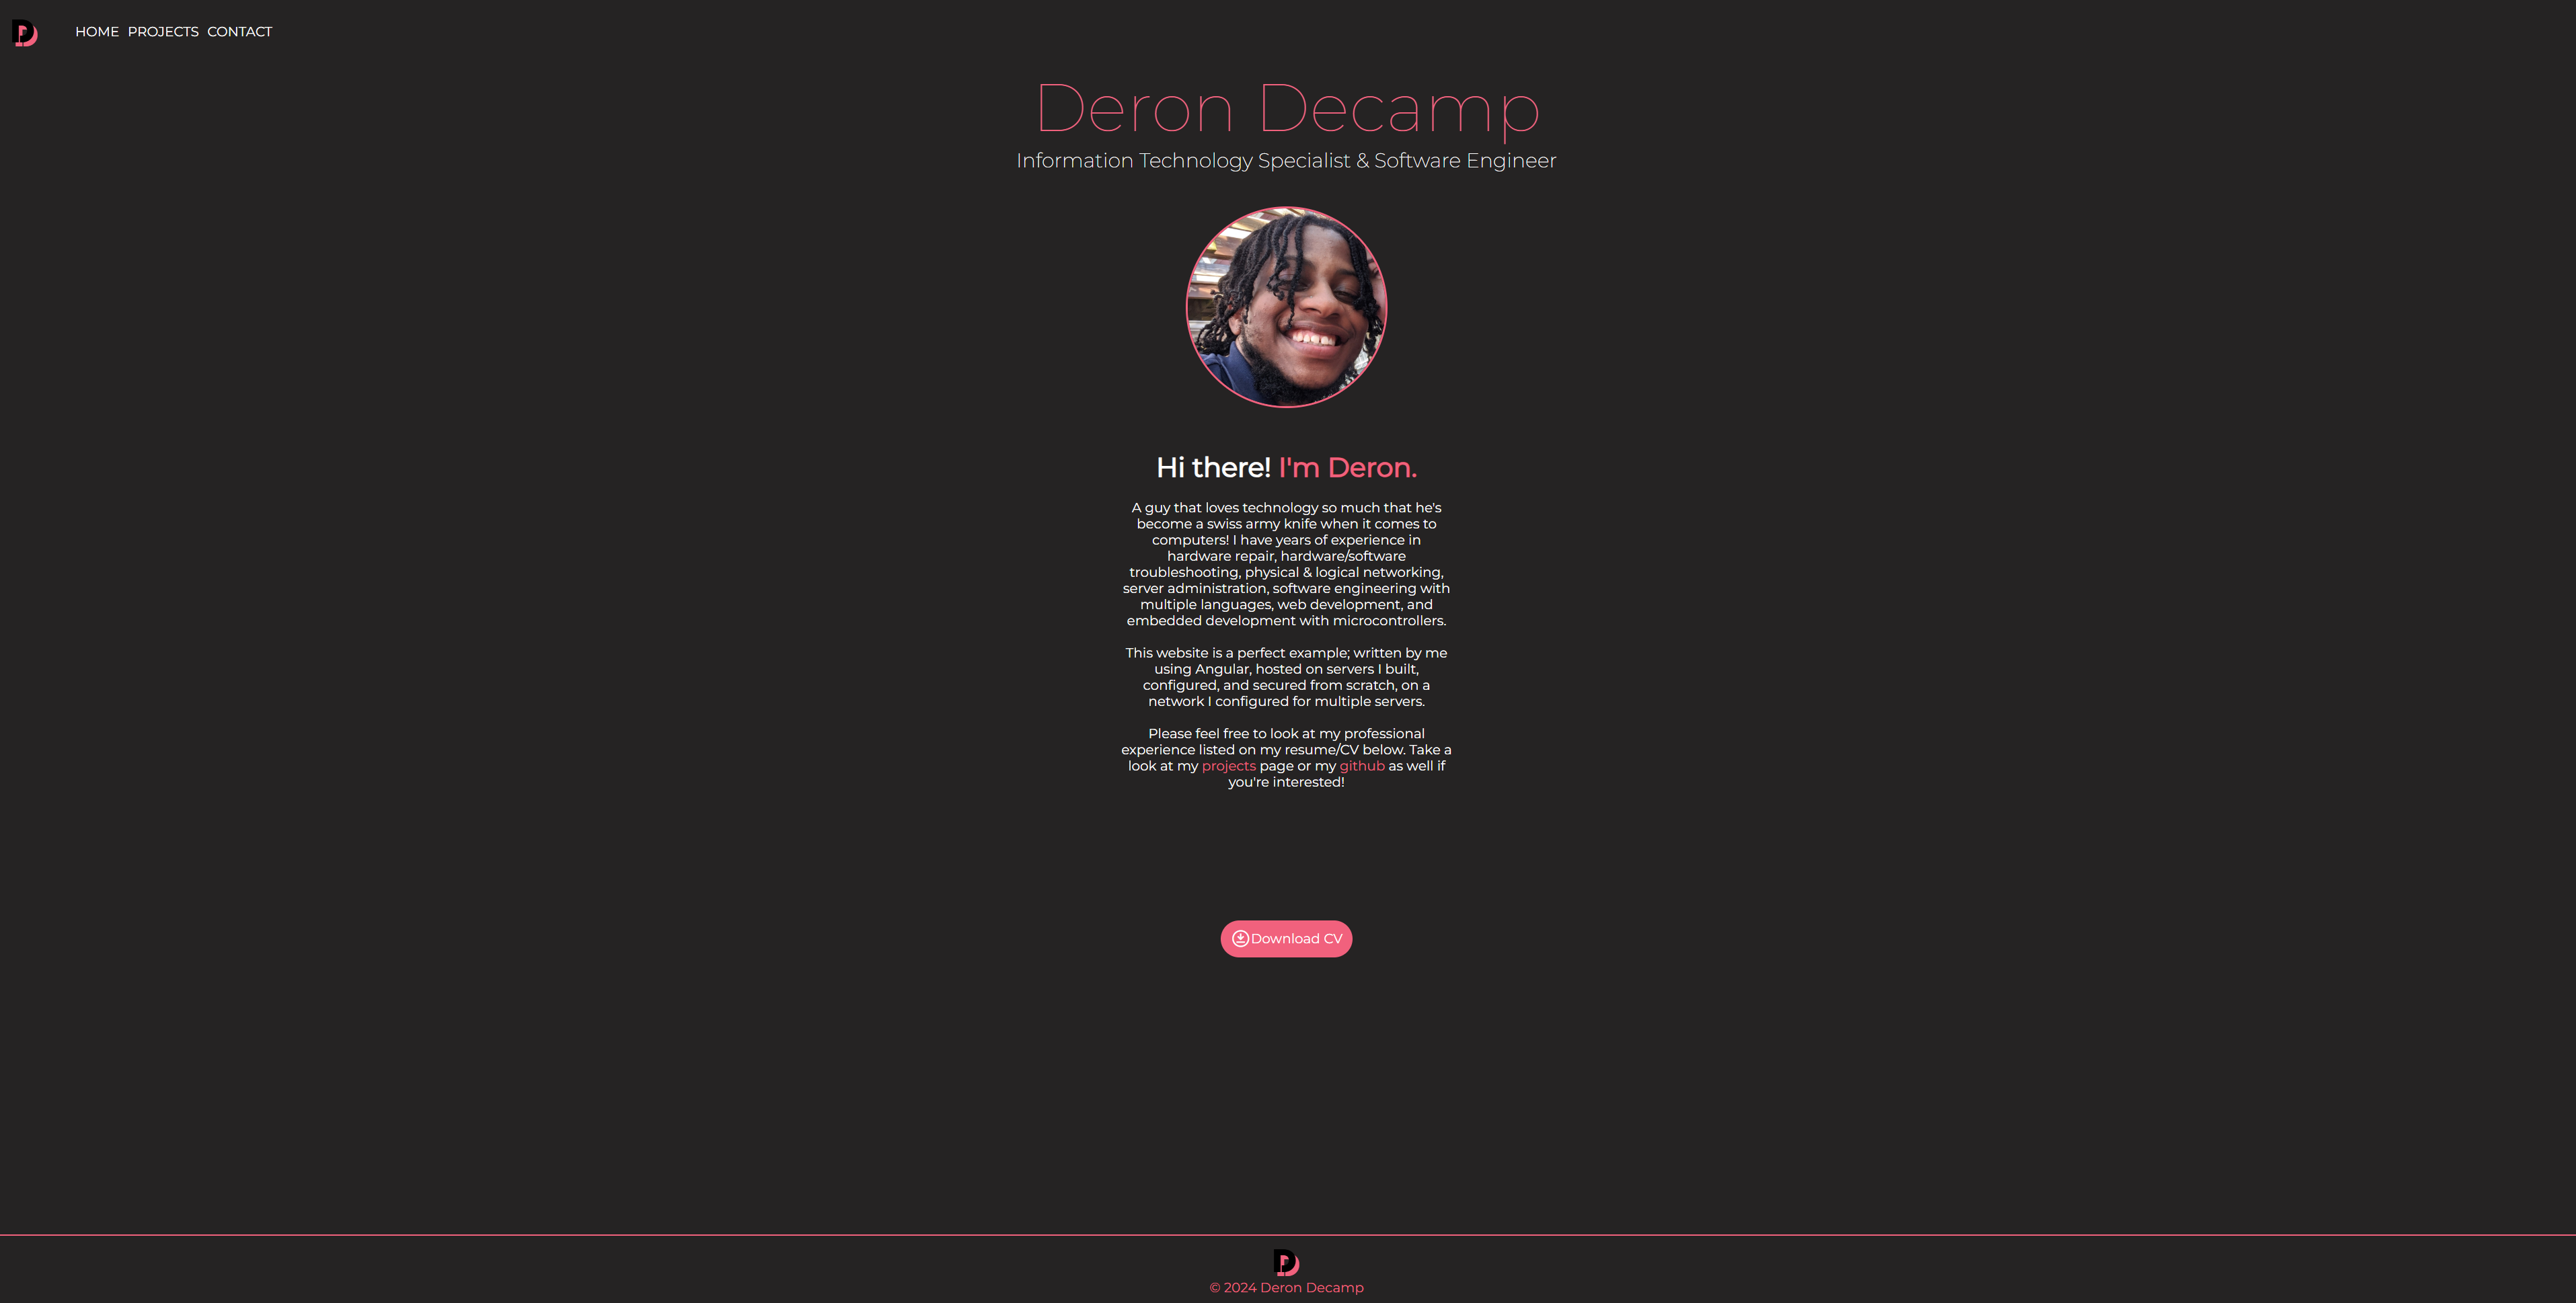 HOME PROJECTS CONTACT
Deron Decamp
Information Technology Specialist & Software Engineer
Hi there! I'm Deron.
A guy that loves technology so much that he's
become a swiss army knife when it comes to
computers! I have years of experience in
hardware repair, hardware/software
troubleshooting, physical & logical networking,
server administration, software engineering with
multiple languages, web development, and
embedded development with microcontrollers.
This website is a perfect example; written by me
using Angular, hosted on servers I built,
configured, and secured from scratch, on a
network I configured for multiple servers.
Please feel free to look at my professional
experience listed on my resume/CV below. Take a
look at my projects page or my github as well if
you're interested!
Download CV
© 2024 Deron Decamp